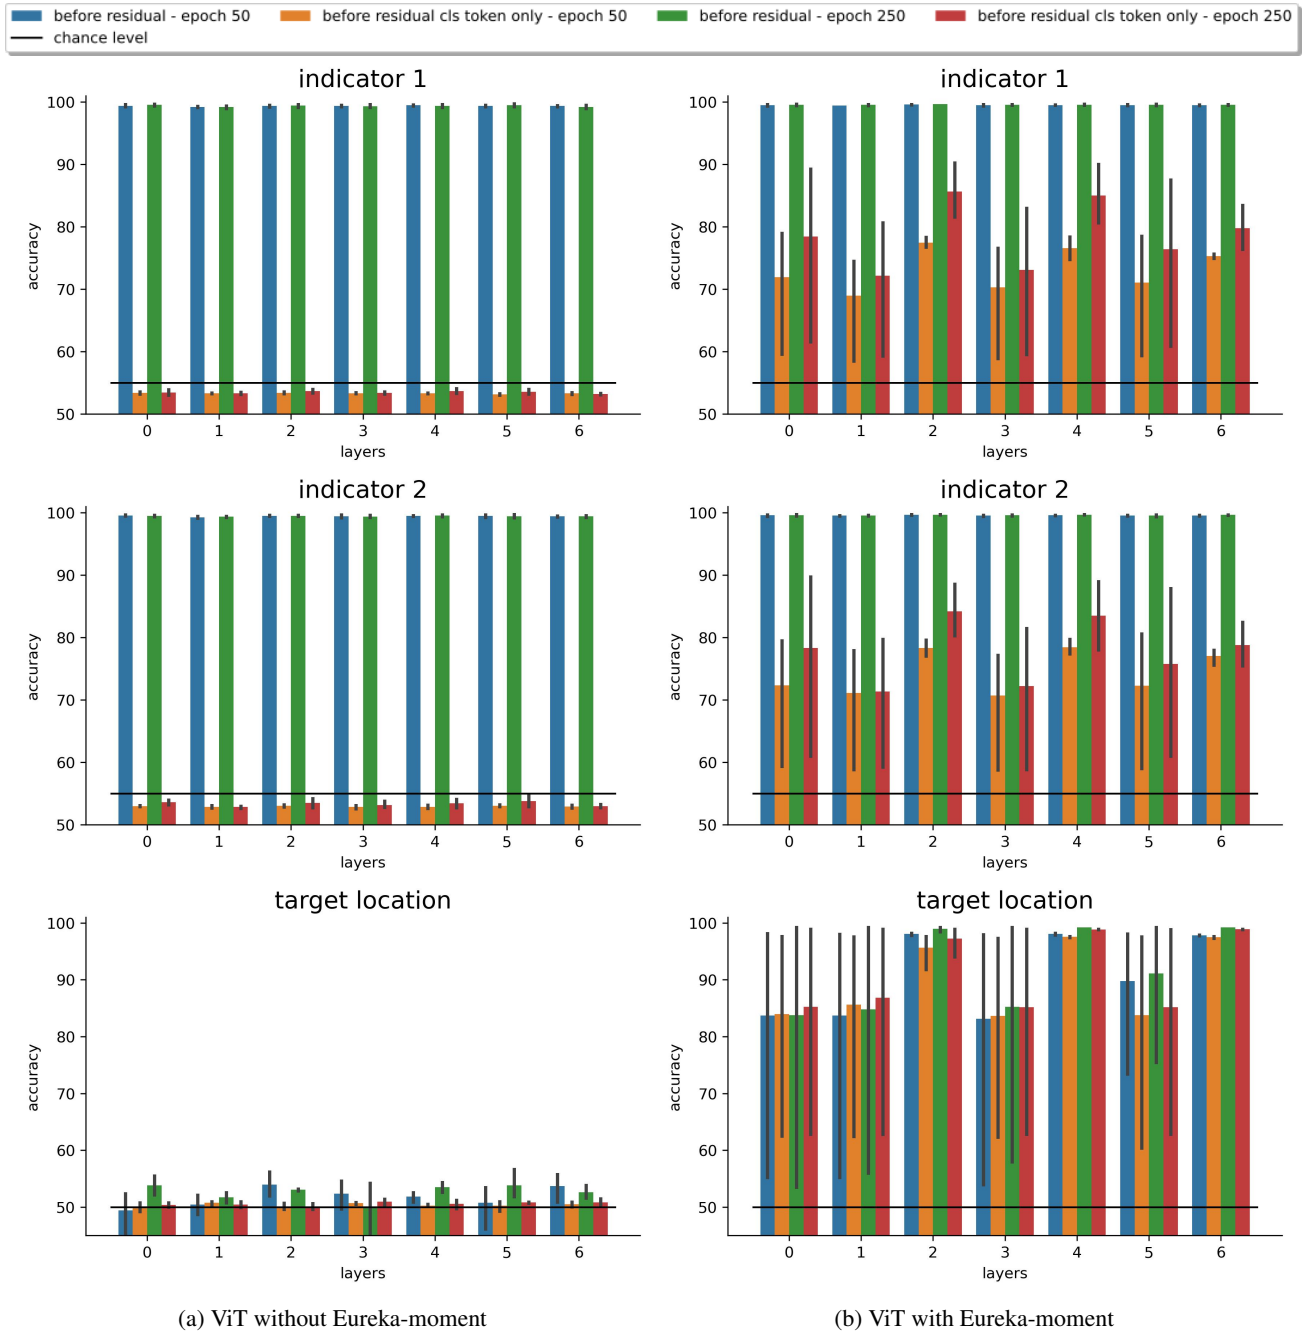 before residual - epoch 50
before residual cls token only - epoch 50
before residual - epoch 250
before residual cls token only - epoch 250
chance level
indicator 1
accuracy
100
90
80
70
60
50
0 1 2 3 4 5 6
layers
indicator 1
accuracy
100
90
80
70
60
50
0 1 2 3 4 5 6
layers
indicator 2
accuracy
100
90
80
70
60
50
0 1 2 3 4 5 6
layers
indicator 2
accuracy
100
90
80
70
60
50
0 1 2 3 4 5 6
layers
target location
accuracy
100
90
80
70
60
50
0 1 2 3 4 5 6
layers
target location
accuracy
100
90
80
70
60
50
0 1 2 3 4 5 6
layers
(a) ViT without Eureka-moment
(b) ViT with Eureka-moment